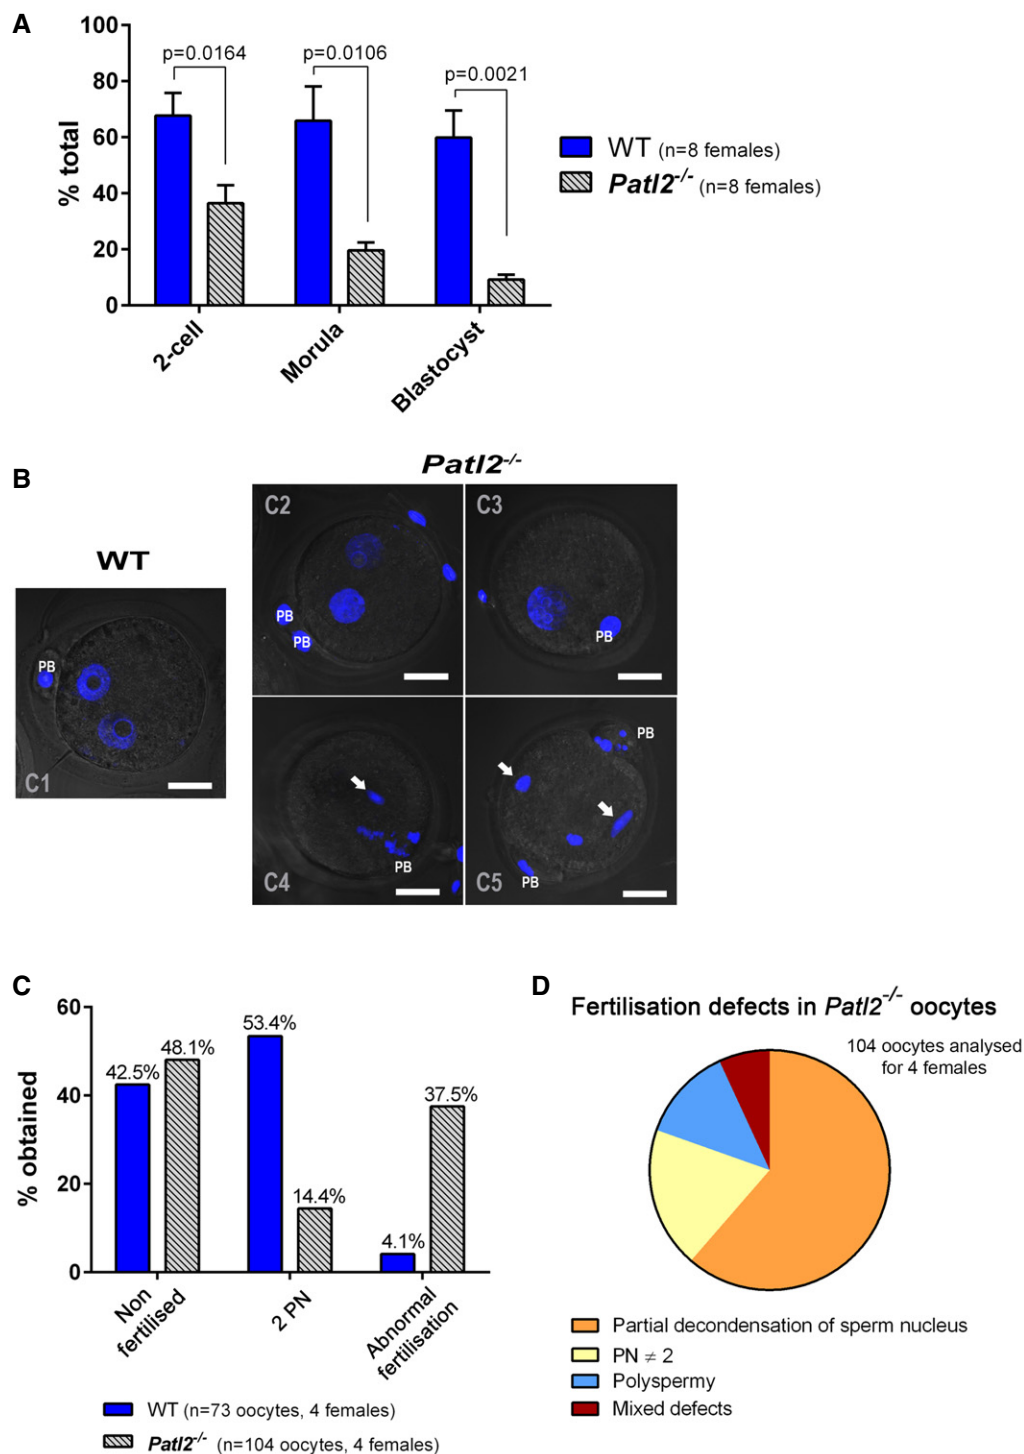 A
100
80
60
40
20
0
% total
p=0.0164
p=0.0106
p=0.0021
2-cell
Morula
Blastocyst
WT (n=8 females)
Patl2-/- (n=8 females)
B
WT
Patl2-/-
C1
PB
C2
PB
PB
C3
PB
C4
PB
C5
PB
PB
C
60
40
20
0
% obtained
42.5%
48.1%
53.4%
14.4%
4.1%
37.5%
Non
fertilised
2 PN
Abnormal
fertilisation
WT (n=73 oocytes, 4 females)
Patl2-/- (n=104 oocytes, 4 females)
D
Fertilisation defects in Patl2-/- oocytes
104 oocytes analysed
for 4 females
Partial decondensation of sperm nucleus
PN ≠ 2
Polyspermy
Mixed defects